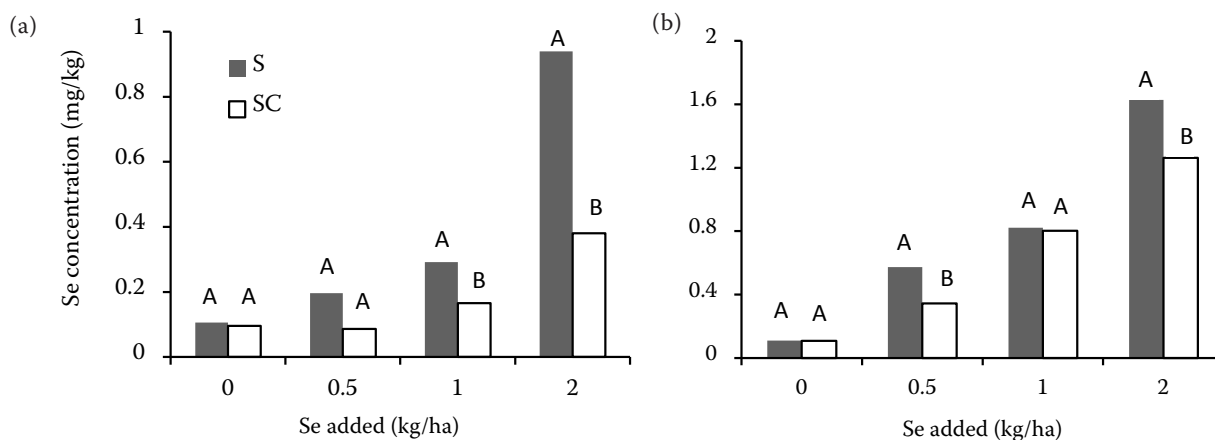 (a)
Se concentration (mg/kg)
1
0.8
0.6
0.4
0.2
0
S
SC
A A
A A
A B
A B
0 0.5 1 2
Se added (kg/ha)
(b)
2
1.6
1.2
0.8
0.4
0
A A
A B
A A
A B
0 0.5 1 2
Se added (kg/ha)